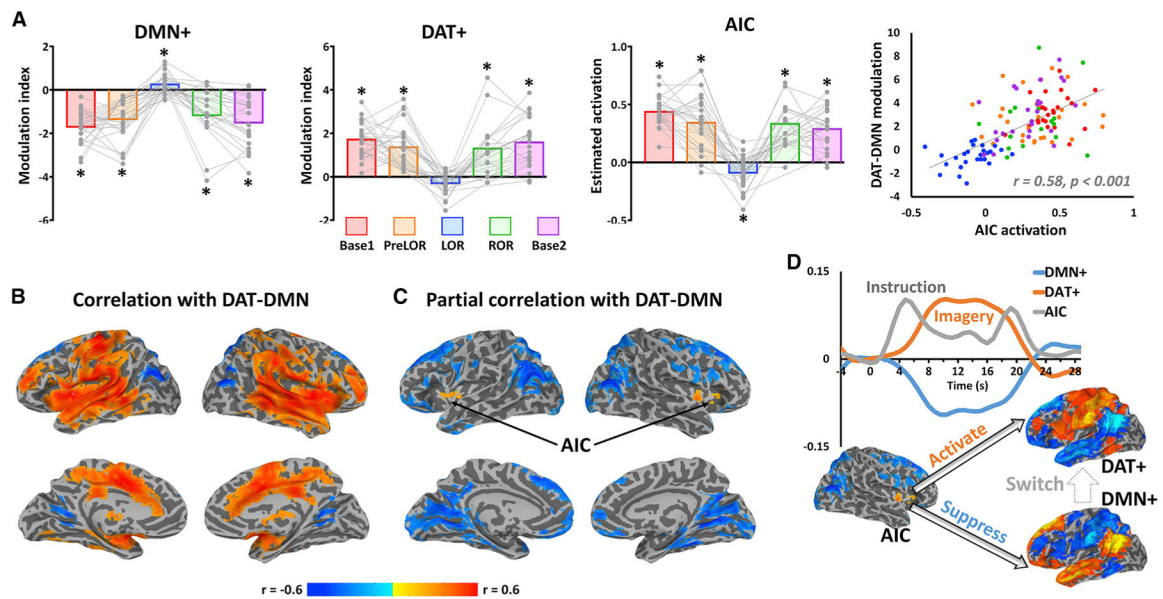 A
DMN+
Modulation index
2
0
-2
-4
-6
*
*
*
*
*
DAT+
Modulation index
6
4
2
0
-2
*
*
*
*
Base1
PreLOR
LOR
ROR
Base2
AIC
Estimated activation
1.0
0.5
0.0
-0.5
*
*
*
*
*
DAT-DMN modulation
10
8
6
4
2
0
-2
-4
r = 0.58, p < 0.001
-0.5
0
0.5
1
AIC activation
B
Correlation with DAT-DMN
C
Partial correlation with DAT-DMN
AIC
r = -0.6
r = 0.6
D
0.15
0
-0.15
Instruction
Imagery
DMN+
DAT+
AIC
-4
0
4
8
12
16
20
24
28
Time (s)
Activate
DAT+
Switch
DMN+
Suppress
AIC